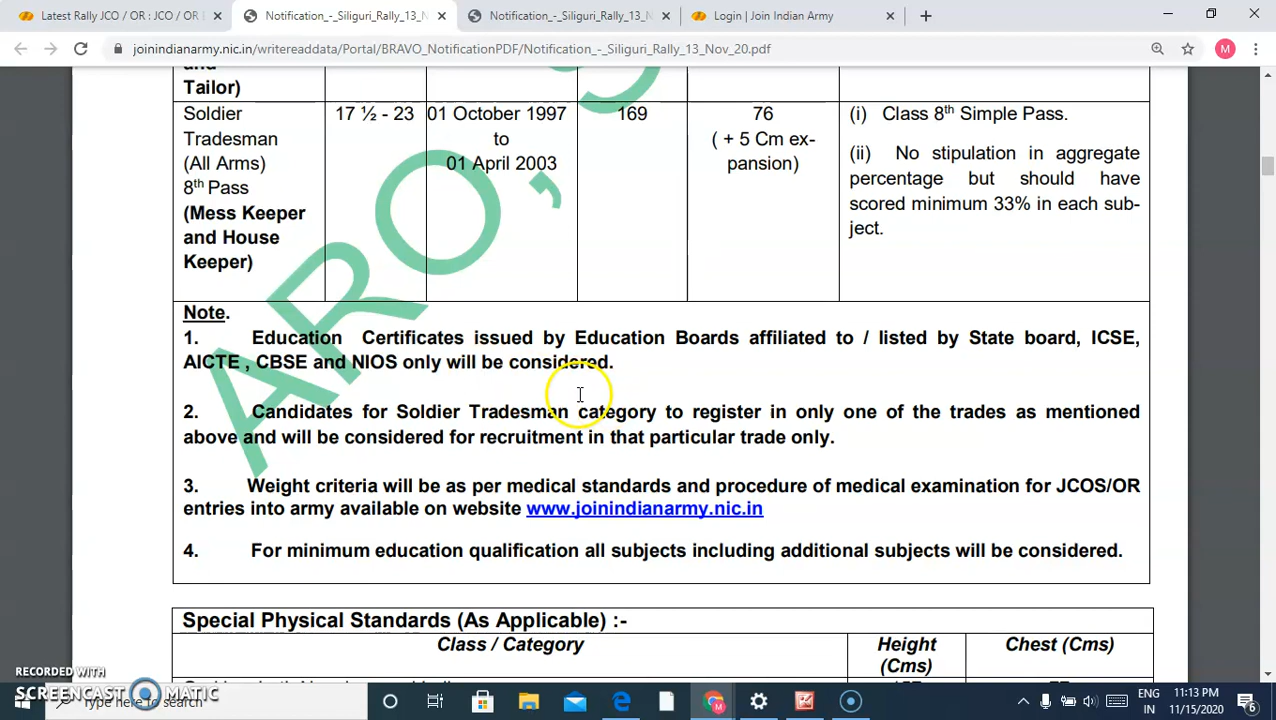 Latest Rally JCO / OR : JCO / OR E
Notification_-_Siliguri_Rally_13_N
Notification_-_Siliguri_Rally_13_N
Login | Join Indian Army
joinindianarmy.nic.in/writereaddata/Portal/BRAVO_NotificationPDF/Notification_-_Siliguri_Rally_13_Nov_20.pdf
M
and
Tailor)
Soldier
Tradesman
(All Arms)
8th Pass
(Mess Keeper
and House
Keeper)
17 ½ - 23
01 October 1997
to
01 April 2003
169
76
( + 5 Cm ex-
pansion)
(i) Class 8th Simple Pass.
(ii) No stipulation in aggregate
percentage but should have
scored minimum 33% in each sub-
ject.
ARO, S
Note.
1. Education Certificates issued by Education Boards affiliated to / listed by State board, ICSE,
AICTE , CBSE and NIOS only will be considered.
2. Candidates for Soldier Tradesman category to register in only one of the trades as mentioned
above and will be considered for recruitment in that particular trade only.
3. Weight criteria will be as per medical standards and procedure of medical examination for JCOS/OR
entries into army available on website www.joinindianarmy.nic.in
4. For minimum education qualification all subjects including additional subjects will be considered.
Special Physical Standards (As Applicable) :-
Class / Category
Height
(Cms)
Chest (Cms)
RECORDED WITH
SCREENCAST MATIC
Type here to search
M
ENG
IN
11:13 PM
11/15/2020
6